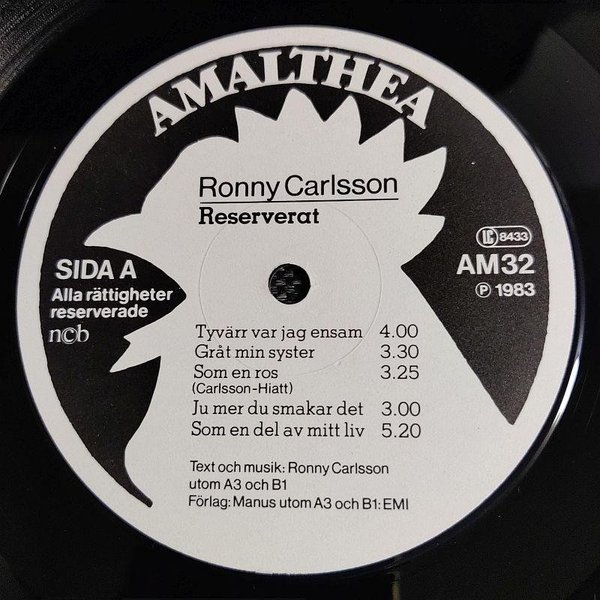 AMALTHEA
Ronny Carlsson
Reserverat
LC 8433
SIDA A
AM32
Alla rättigheter
reserverade
℗ 1983
ncb
Tyvärr var jag ensam 4.00
Gråt min syster 3.30
Som en ros 3.25
(Carlsson-Hiatt)
Ju mer du smakar det 3.00
Som en del av mitt liv 5.20
Text och musik: Ronny Carlsson
utom A3 och B1
Förlag: Manus utom A3 och B1: EMI